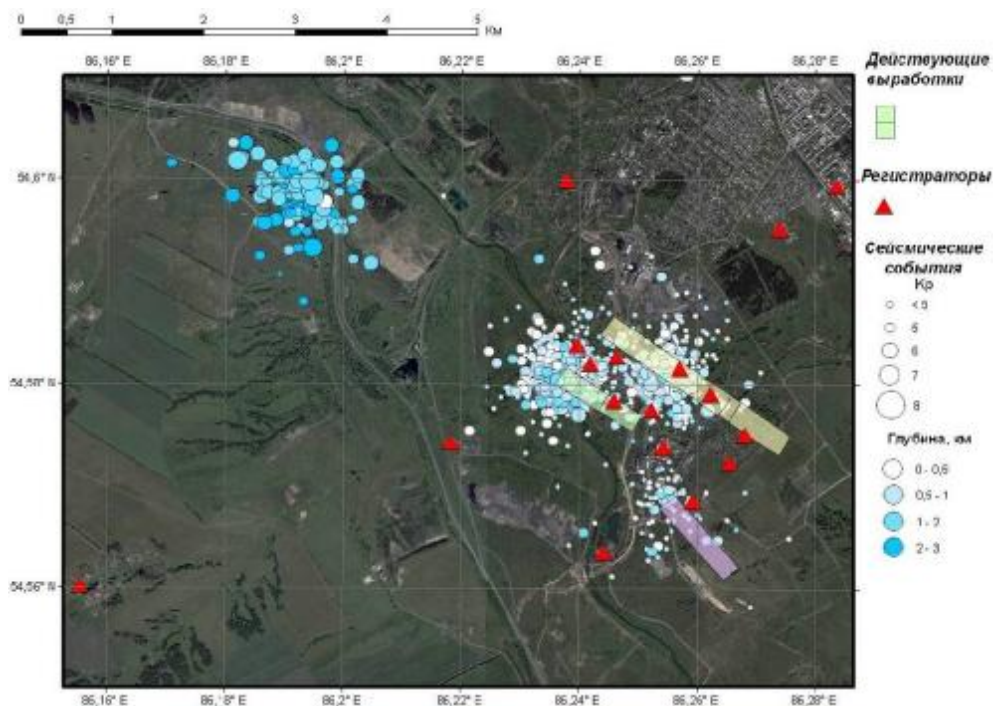 0 0,5 1 2 3 4 5
Км
86,16° E 86,18° E 86,2° E 86,22° E 86,24° E 86,26° E 86,28° E
54,6° N
54,58° N
54,56° N
86,16° E 86,18° E 86,2° E 86,22° E 86,24° E 86,26° E 86,28° E
Действующие
выработки
Регистраторы
Сейсмические
события
Кр
< 5
5
6
7
8
Глубина, км
0 - 0,5
0,5 - 1
1 - 2
2 - 3